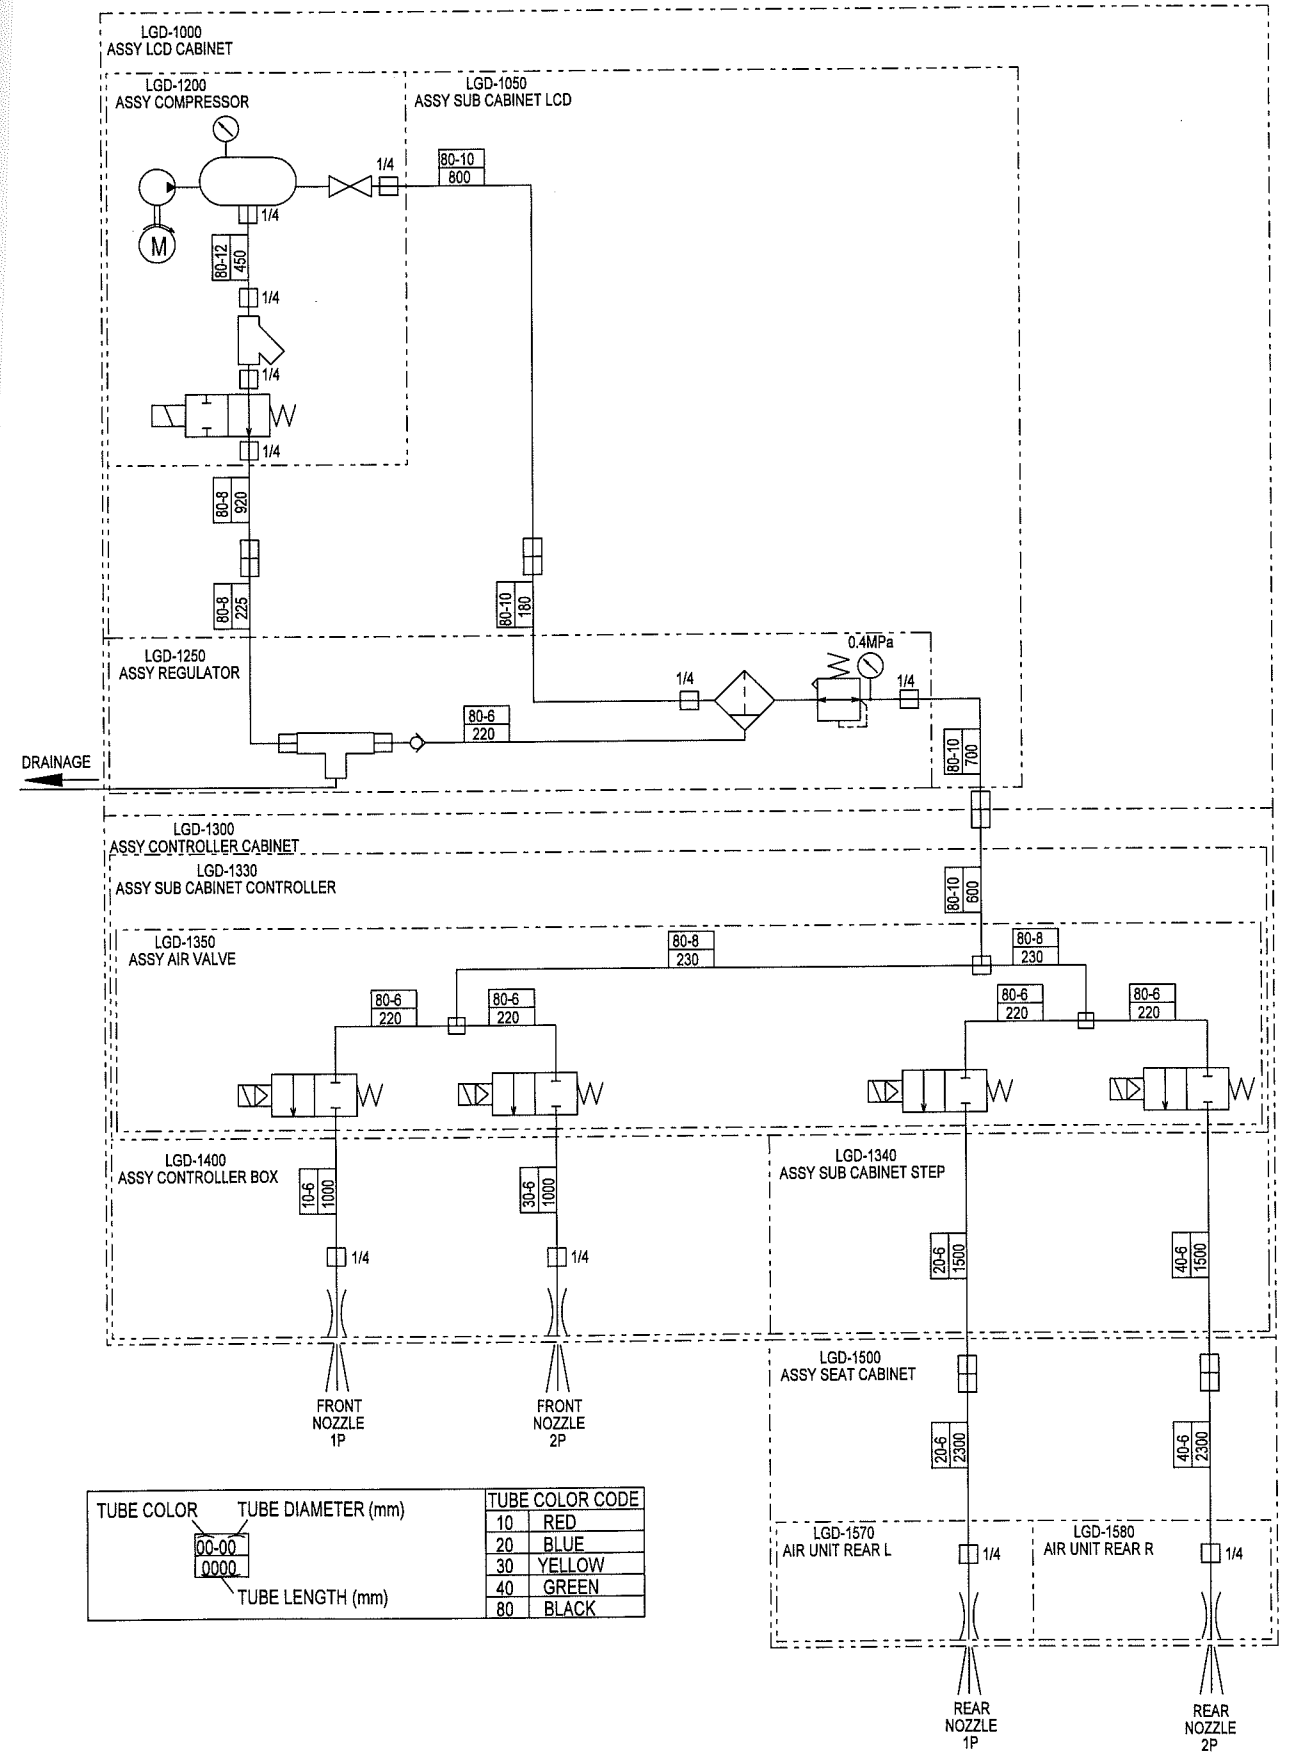 LGD-1000
ASSY LCD CABINET
LGD-1200
ASSY COMPRESSOR
LGD-1050
ASSY SUB CABINET LCD
1/4
80-10
800
1/4
M
80-12
450
1/4
1/4
1/4
80-8
920
80-8
225
80-10
180
LGD-1250
ASSY REGULATOR
0.4MPa
1/4
1/4
80-6
220
80-10
700
DRAINAGE
LGD-1300
ASSY CONTROLLER CABINET
LGD-1330
ASSY SUB CABINET CONTROLLER
80-10
600
LGD-1350
ASSY AIR VALVE
80-8
230
80-8
230
80-6
220
80-6
220
80-6
220
80-6
220
LGD-1400
ASSY CONTROLLER BOX
LGD-1340
ASSY SUB CABINET STEP
10-6
1000
30-6
1000
20-6
1500
40-6
1500
1/4
1/4
LGD-1500
ASSY SEAT CABINET
FRONT
NOZZLE
1P
FRONT
NOZZLE
2P
20-6
2300
40-6
2300
TUBE COLOR
TUBE DIAMETER (mm)
00-00
0000
TUBE LENGTH (mm)
TUBE COLOR CODE
10 RED
20 BLUE
30 YELLOW
40 GREEN
80 BLACK
LGD-1570
AIR UNIT REAR L
1/4
LGD-1580
AIR UNIT REAR R
1/4
REAR
NOZZLE
1P
REAR
NOZZLE
2P